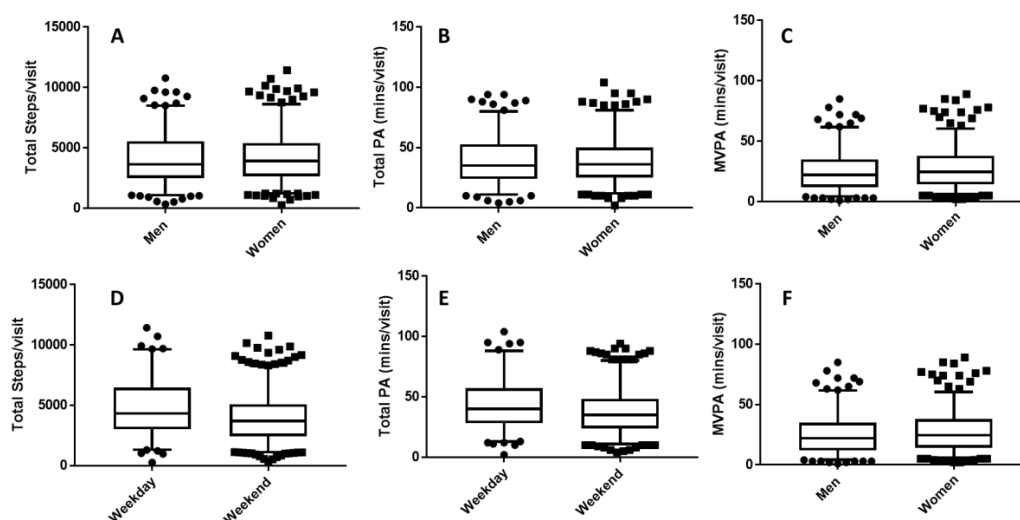 A
Total Steps/visit
15000
10000
5000
0
Men
Women
B
Total PA (mins/visit)
150
100
50
0
Men
Women
C
MVPA (mins/visit)
150
100
50
0
Men
Women
D
Total Steps/visit
15000
10000
5000
0
Weekday
Weekend
E
Total PA (mins/visit)
150
100
50
0
Weekday
Weekend
F
MVPA (mins/visit)
150
100
50
0
Men
Women